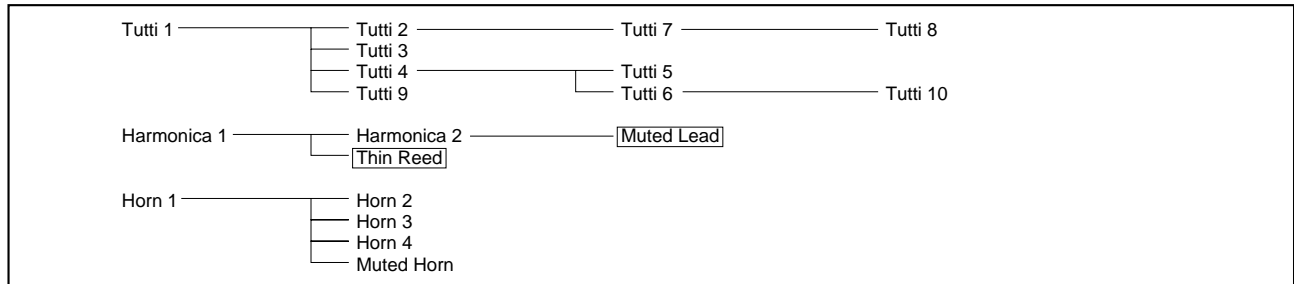 Tutti 1 Tutti 2 Tutti 7 Tutti 8
Tutti 3
Tutti 4 Tutti 5
Tutti 9 Tutti 6 Tutti 10
Harmonica 1 Harmonica 2 Muted Lead
Thin Reed
Horn 1 Horn 2
Horn 3
Horn 4
Muted Horn